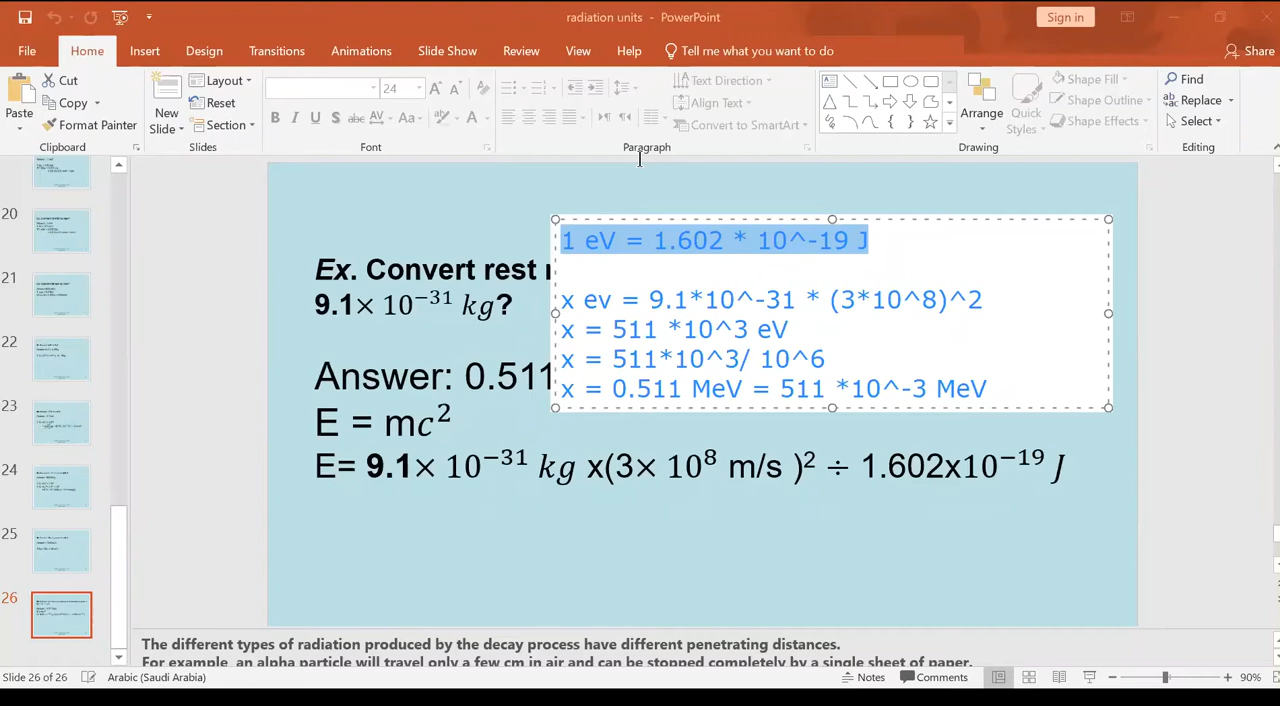 radiation units - PowerPoint
Sign in
File Home Insert Design Transitions Animations Slide Show Review View Help Tell me what you want to do Share
Paste
Cut
Copy
Format Painter
Clipboard
New Slide
Layout
Reset
Section
Slides
24
B I U S abc AV Aa A
Font
Text Direction
Align Text
Convert to SmartArt
Paragraph
Arrange
Quick Styles
Shape Fill
Shape Outline
Shape Effects
Drawing
Find
Replace
Select
Editing
20
21
22
23
24
25
26
Ex. Convert rest
9.1× 10⁻³¹ kg?
Answer: 0.511
E = mc²
E= 9.1× 10⁻³¹ kg x(3× 10⁸ m/s )² ÷ 1.602x10⁻¹⁹ J
1 eV = 1.602 * 10^-19 J
x ev = 9.1*10^-31 * (3*10^8)^2
x = 511 *10^3 eV
x = 511*10^3/ 10^6
x = 0.511 MeV = 511 *10^-3 MeV
The different types of radiation produced by the decay process have different penetrating distances.
For example, an alpha particle will travel only a few cm in air and can be stopped completely by a single sheet of paper.
Slide 26 of 26 Arabic (Saudi Arabia) Notes Comments 90%